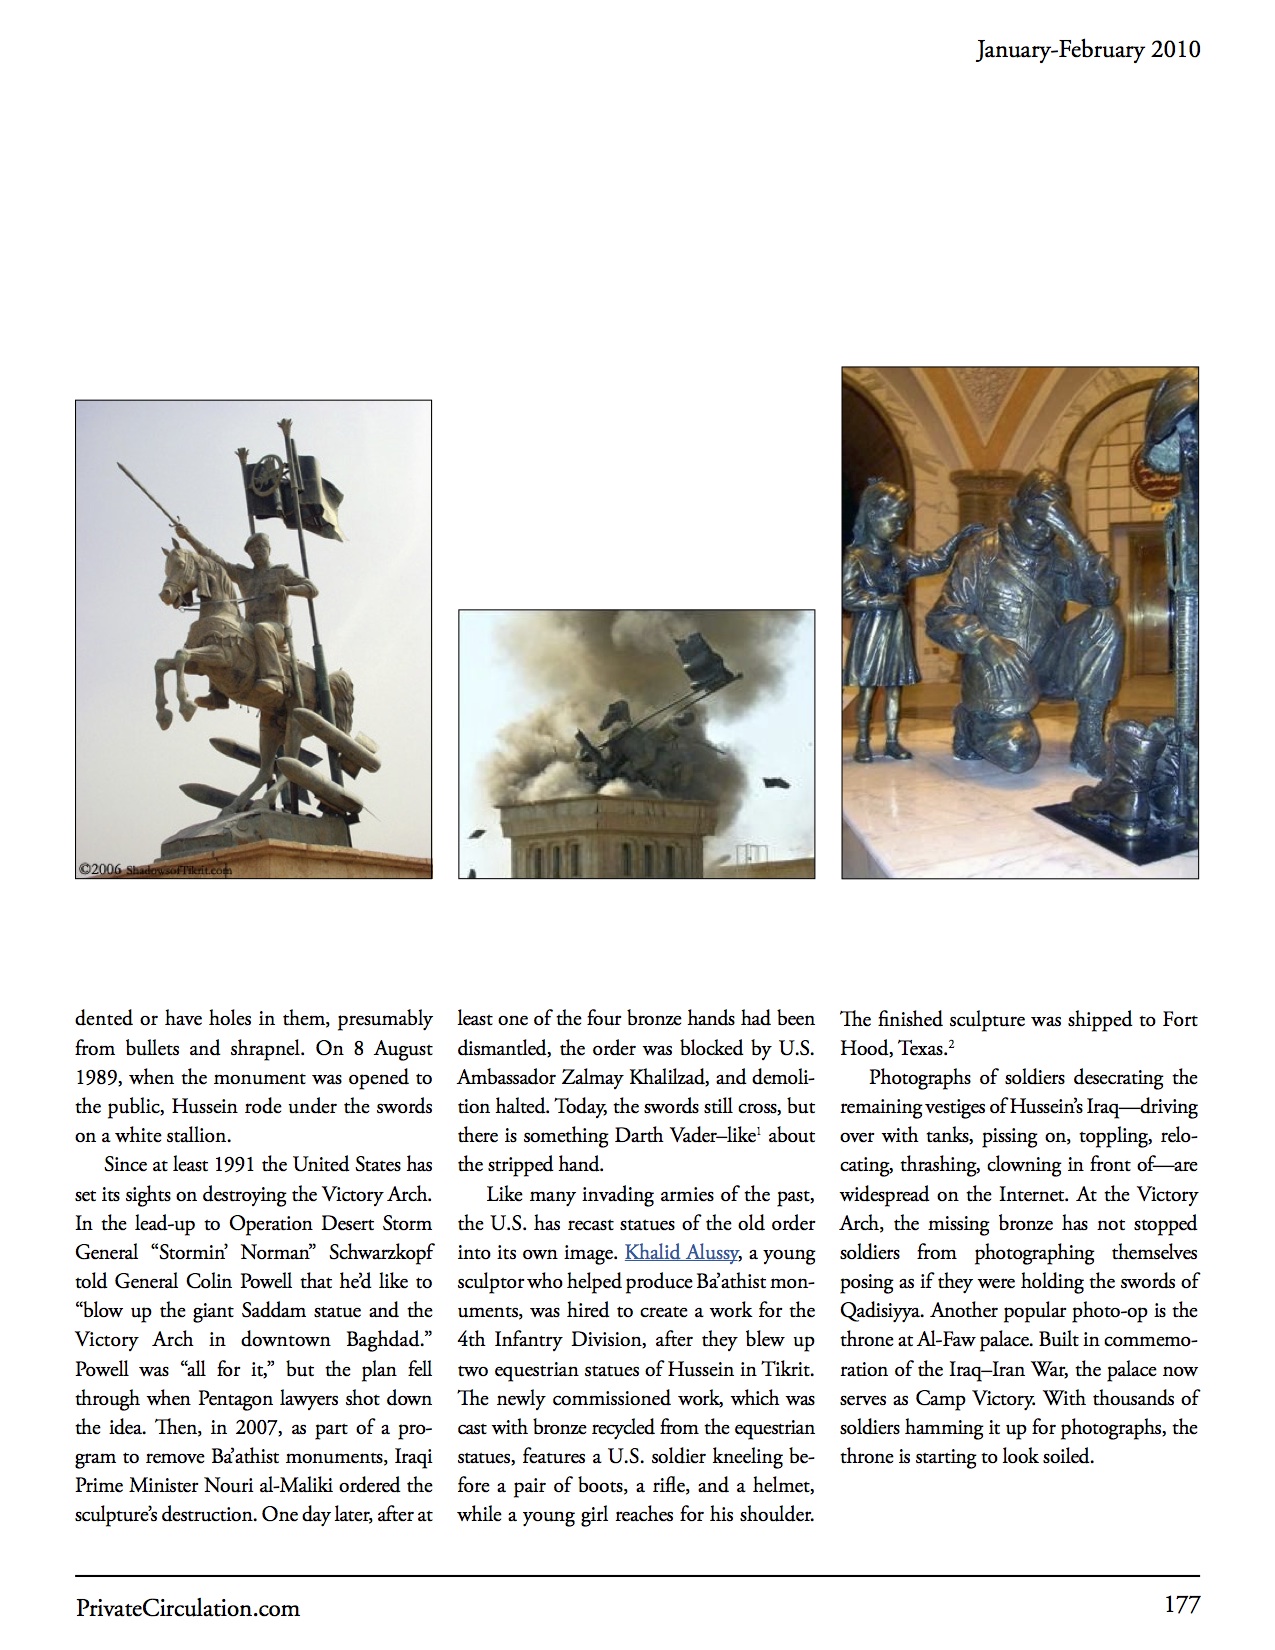 January-February 2010
©2006 ShadowsofTikrit.com
dented or have holes in them, presumably
from bullets and shrapnel. On 8 August
1989, when the monument was opened to
the public, Hussein rode under the swords
on a white stallion.
Since at least 1991 the United States has
set its sights on destroying the Victory Arch.
In the lead-up to Operation Desert Storm
General “Stormin’ Norman” Schwarzkopf
told General Colin Powell that he’d like to
“blow up the giant Saddam statue and the
Victory Arch in downtown Baghdad.”
Powell was “all for it,” but the plan fell
through when Pentagon lawyers shot down
the idea. Then, in 2007, as part of a pro-
gram to remove Ba’athist monuments, Iraqi
Prime Minister Nouri al-Maliki ordered the
sculpture’s destruction. One day later, after at
least one of the four bronze hands had been
dismantled, the order was blocked by U.S.
Ambassador Zalmay Khalilzad, and demoli-
tion halted. Today, the swords still cross, but
there is something Darth Vader–like¹ about
the stripped hand.
Like many invading armies of the past,
the U.S. has recast statues of the old order
into its own image. Khalid Alussy, a young
sculptor who helped produce Ba’athist mon-
uments, was hired to create a work for the
4th Infantry Division, after they blew up
two equestrian statues of Hussein in Tikrit.
The newly commissioned work, which was
cast with bronze recycled from the equestrian
statues, features a U.S. soldier kneeling be-
fore a pair of boots, a rifle, and a helmet,
while a young girl reaches for his shoulder.
The finished sculpture was shipped to Fort
Hood, Texas.²
Photographs of soldiers desecrating the
remaining vestiges of Hussein’s Iraq—driving
over with tanks, pissing on, toppling, relo-
cating, thrashing, clowning in front of—are
widespread on the Internet. At the Victory
Arch, the missing bronze has not stopped
soldiers from photographing themselves
posing as if they were holding the swords of
Qadisiyya. Another popular photo-op is the
throne at Al-Faw palace. Built in commemo-
ration of the Iraq–Iran War, the palace now
serves as Camp Victory. With thousands of
soldiers hamming it up for photographs, the
throne is starting to look soiled.
PrivateCirculation.com
177